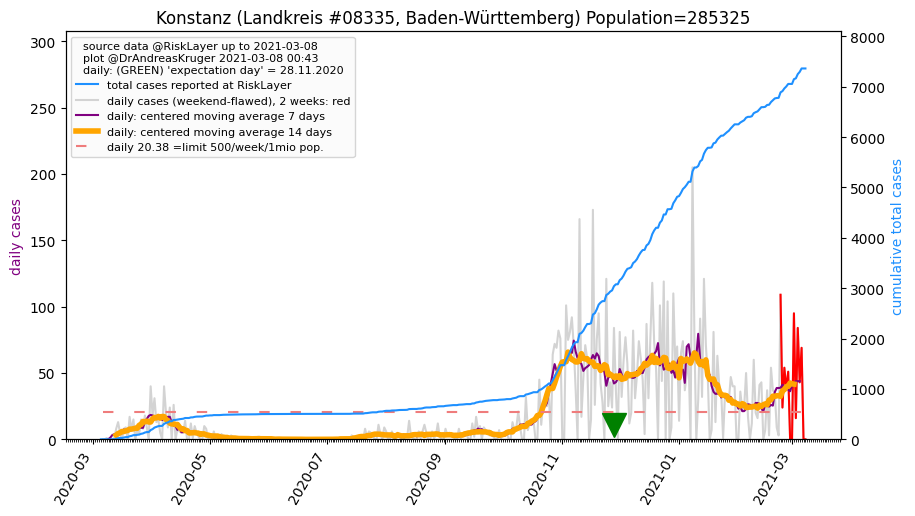 Konstanz (Landkreis #08335, Baden-Württemberg) Population=285325
source data @RiskLayer up to 2021-03-08
plot @DrAndreasKruger 2021-03-08 00:43
daily: (GREEN) 'expectation day' = 28.11.2020
total cases reported at RiskLayer
daily cases (weekend-flawed), 2 weeks: red
daily: centered moving average 7 days
daily: centered moving average 14 days
daily 20.38 =limit 500/week/1mio pop.
daily cases
300
250
200
150
100
50
0
8000
7000
6000
5000
4000
3000
2000
1000
0
cumulative total cases
2020-03
2020-05
2020-07
2020-09
2020-11
2021-01
2021-03